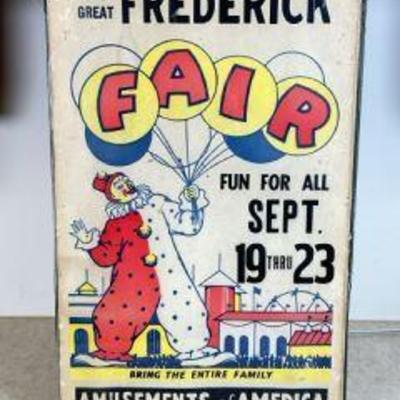 GREAT FREDERICK
FAIR
FUN FOR ALL
SEPT.
19 THRU 23
BRING THE ENTIRE FAMILY
AMUSEMENTS of AMERICA